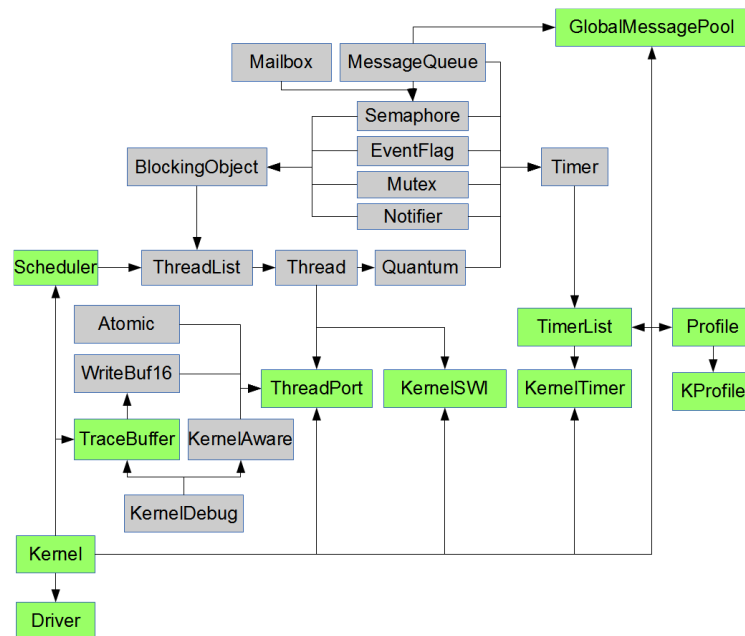 GlobalMessagePool
Mailbox
MessageQueue
Semaphore
EventFlag
BlockingObject
Timer
Mutex
Notifier
Scheduler
ThreadList
Thread
Quantum
Atomic
TimerList
Profile
WriteBuf16
ThreadPort
KernelSWI
KernelTimer
KProfile
TraceBuffer
KernelAware
KernelDebug
Kernel
Driver